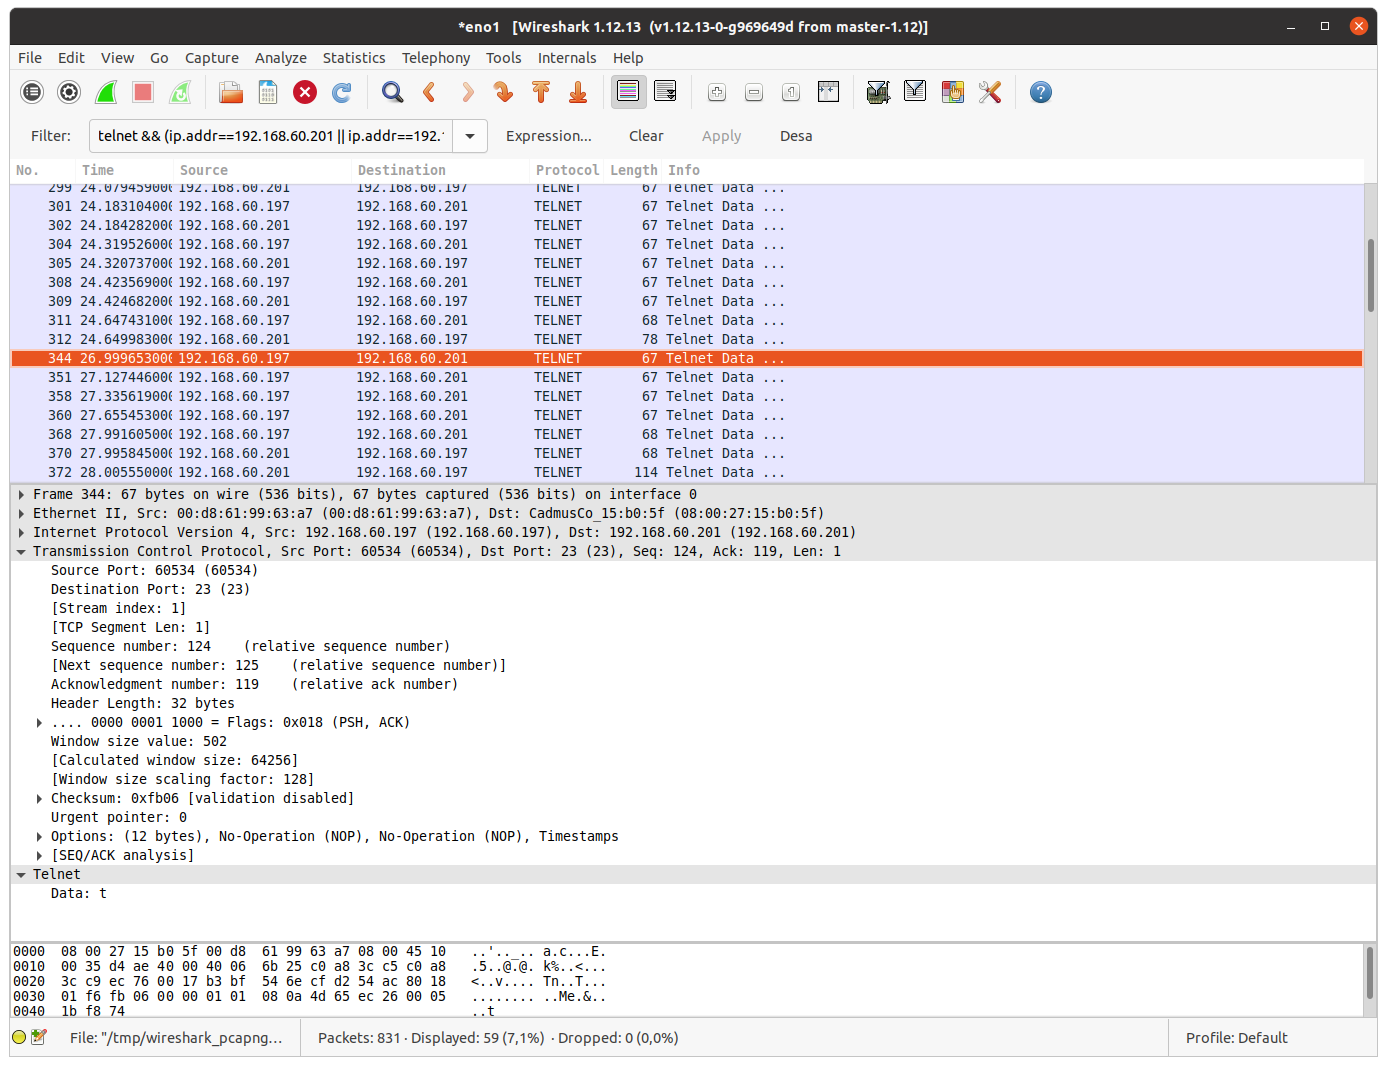 *eno1   [Wireshark 1.12.13  (v1.12.13-0-g969649d from master-1.12)]
File Edit View Go Capture Analyze Statistics Telephony Tools Internals Help
Filter: telnet && (ip.addr==192.168.60.201 || ip.addr==192. Expression... Clear Apply Desa
No. Time Source Destination Protocol Length Info
299 24.079459000 192.168.60.201 192.168.60.197 TELNET 67 Telnet Data ...
301 24.183104000 192.168.60.197 192.168.60.201 TELNET 67 Telnet Data ...
302 24.184282000 192.168.60.201 192.168.60.197 TELNET 67 Telnet Data ...
304 24.319526000 192.168.60.197 192.168.60.201 TELNET 67 Telnet Data ...
305 24.320737000 192.168.60.201 192.168.60.197 TELNET 67 Telnet Data ...
308 24.423569000 192.168.60.197 192.168.60.201 TELNET 67 Telnet Data ...
309 24.424682000 192.168.60.201 192.168.60.197 TELNET 67 Telnet Data ...
311 24.647431000 192.168.60.197 192.168.60.201 TELNET 68 Telnet Data ...
312 24.649983000 192.168.60.201 192.168.60.197 TELNET 78 Telnet Data ...
344 26.999653000 192.168.60.197 192.168.60.201 TELNET 67 Telnet Data ...
351 27.127446000 192.168.60.197 192.168.60.201 TELNET 67 Telnet Data ...
358 27.335619000 192.168.60.197 192.168.60.201 TELNET 67 Telnet Data ...
360 27.655453000 192.168.60.197 192.168.60.201 TELNET 67 Telnet Data ...
368 27.991605000 192.168.60.197 192.168.60.201 TELNET 68 Telnet Data ...
370 27.995845000 192.168.60.201 192.168.60.197 TELNET 68 Telnet Data ...
372 28.005550000 192.168.60.201 192.168.60.197 TELNET 114 Telnet Data ...
Frame 344: 67 bytes on wire (536 bits), 67 bytes captured (536 bits) on interface 0
Ethernet II, Src: 00:d8:61:99:63:a7 (00:d8:61:99:63:a7), Dst: CadmusCo_15:b0:5f (08:00:27:15:b0:5f)
Internet Protocol Version 4, Src: 192.168.60.197 (192.168.60.197), Dst: 192.168.60.201 (192.168.60.201)
Transmission Control Protocol, Src Port: 60534 (60534), Dst Port: 23 (23), Seq: 124, Ack: 119, Len: 1
Source Port: 60534 (60534)
Destination Port: 23 (23)
[Stream index: 1]
[TCP Segment Len: 1]
Sequence number: 124    (relative sequence number)
[Next sequence number: 125    (relative sequence number)]
Acknowledgment number: 119    (relative ack number)
Header Length: 32 bytes
.... 0000 0001 1000 = Flags: 0x018 (PSH, ACK)
Window size value: 502
[Calculated window size: 64256]
[Window size scaling factor: 128]
Checksum: 0xfb06 [validation disabled]
Urgent pointer: 0
Options: (12 bytes), No-Operation (NOP), No-Operation (NOP), Timestamps
[SEQ/ACK analysis]
Telnet
Data: t
0000  08 00 27 15 b0 5f 00 d8  61 99 63 a7 08 00 45 10   ..'.._.. a.c...E.
0010  00 35 d4 ae 40 00 40 06  6b 25 c0 a8 3c c5 c0 a8   .5..@.@. k%..<...
0020  3c c9 ec 76 00 17 b3 bf  54 6e cf d2 54 ac 80 18   <..v.... Tn..T...
0030  01 f6 fb 06 00 00 01 01  08 0a 4d 65 ec 26 00 05   ........ ..Me.&..
0040  1b f8 74   ..t
File: "/tmp/wireshark_pcapng... Packets: 831 · Displayed: 59 (7,1%) · Dropped: 0 (0,0%) Profile: Default